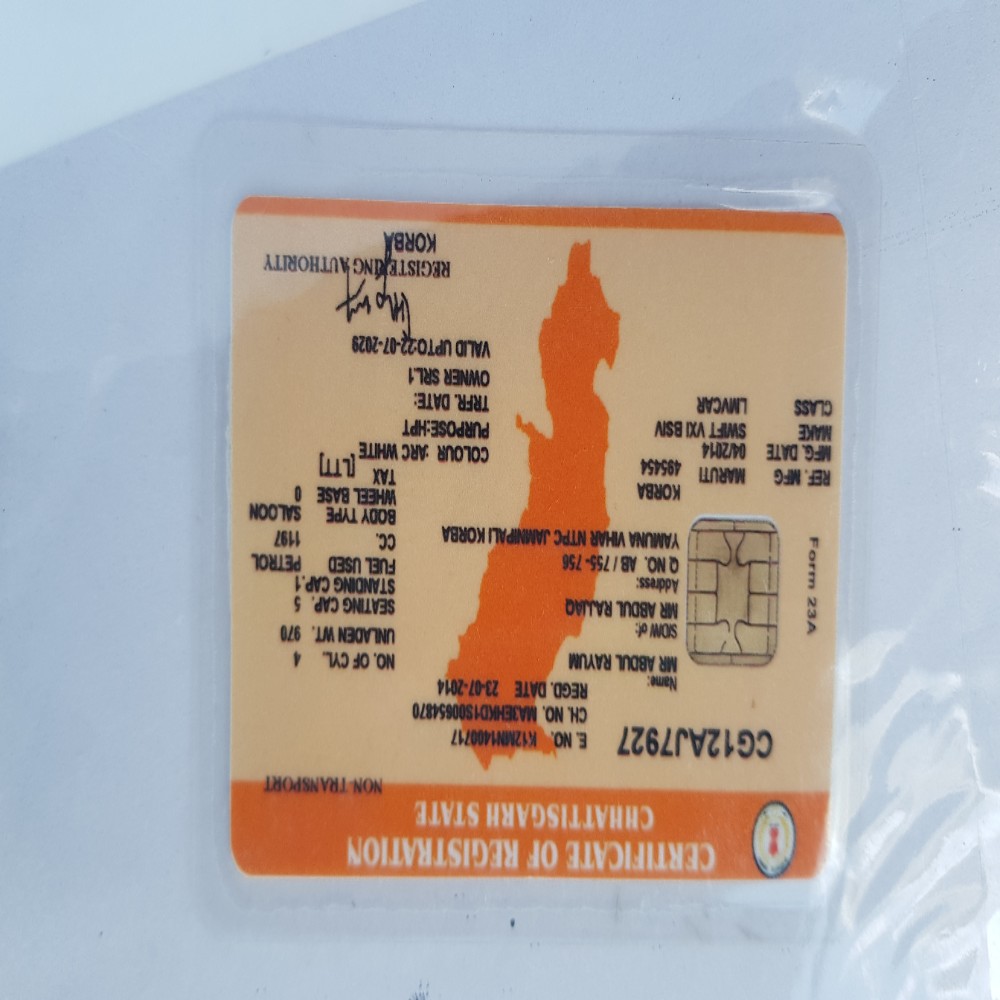 CERTIFICATE OF REGISTRATION
CHHATTISGARH STATE
NON TRANSPORT
CG12AJ7927
E. NO. K12MN1400717
CH. NO. MA3EHKD1S00654870
REGD. DATE 23-07-2014
Form 23A
Name:
MR ABDUL RAYUM
S/D/W of:
MR ABDUL RAJJAQ
Address:
Q NO. AB / 755- 756
YAMUNA VIHAR NTPC JAMNIPALI KORBA
KORBA
495454
NO. OF CYL. 4
UNLADEN WT. 970
SEATING CAP. 5
STANDING CAP.1
FUEL USED PETROL
CC. 1197
BODY TYPE SALOON
WHEEL BASE 0
TAX [LTT]
REF. MFG MARUTI
MFG. DATE 04/2014
MAKE SWIFT VXI BSIV
CLASS LMVCAR
COLOUR :ARC WHITE
PURPOSE:HPT
TRFR. DATE:
OWNER SRL.1
VALID UPTO:22-07-2029
REGISTERING AUTHORITY
KORBA